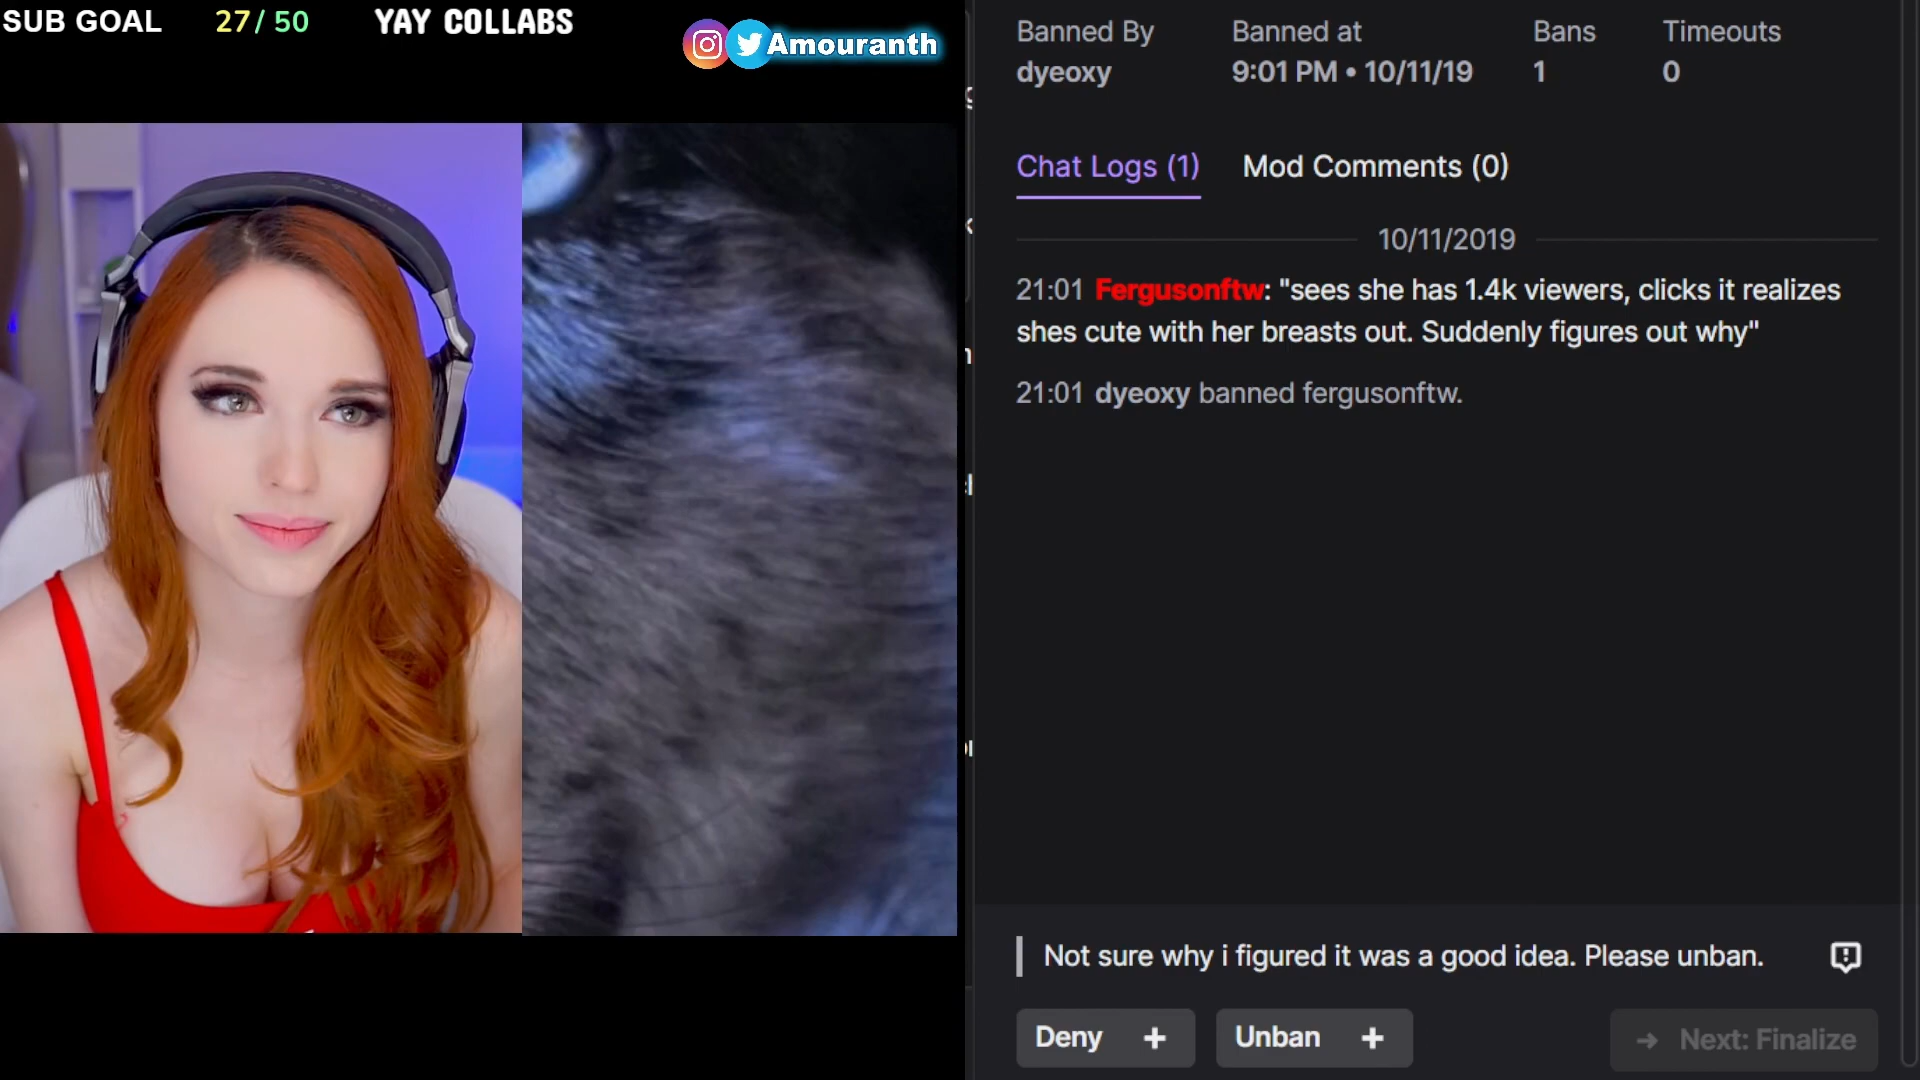 SUB GOAL 27/ 50 YAY COLLABS
Amouranth
Banned By Banned at Bans Timeouts
dyeoxy 9:01 PM • 10/11/19 1 0
Chat Logs (1) Mod Comments (0)
10/11/2019
21:01 Fergusonftw: "sees she has 1.4k viewers, clicks it realizes
shes cute with her breasts out. Suddenly figures out why"
21:01 dyeoxy banned fergusonftw.
Not sure why i figured it was a good idea. Please unban.
Deny + Unban + → Next: Finalize